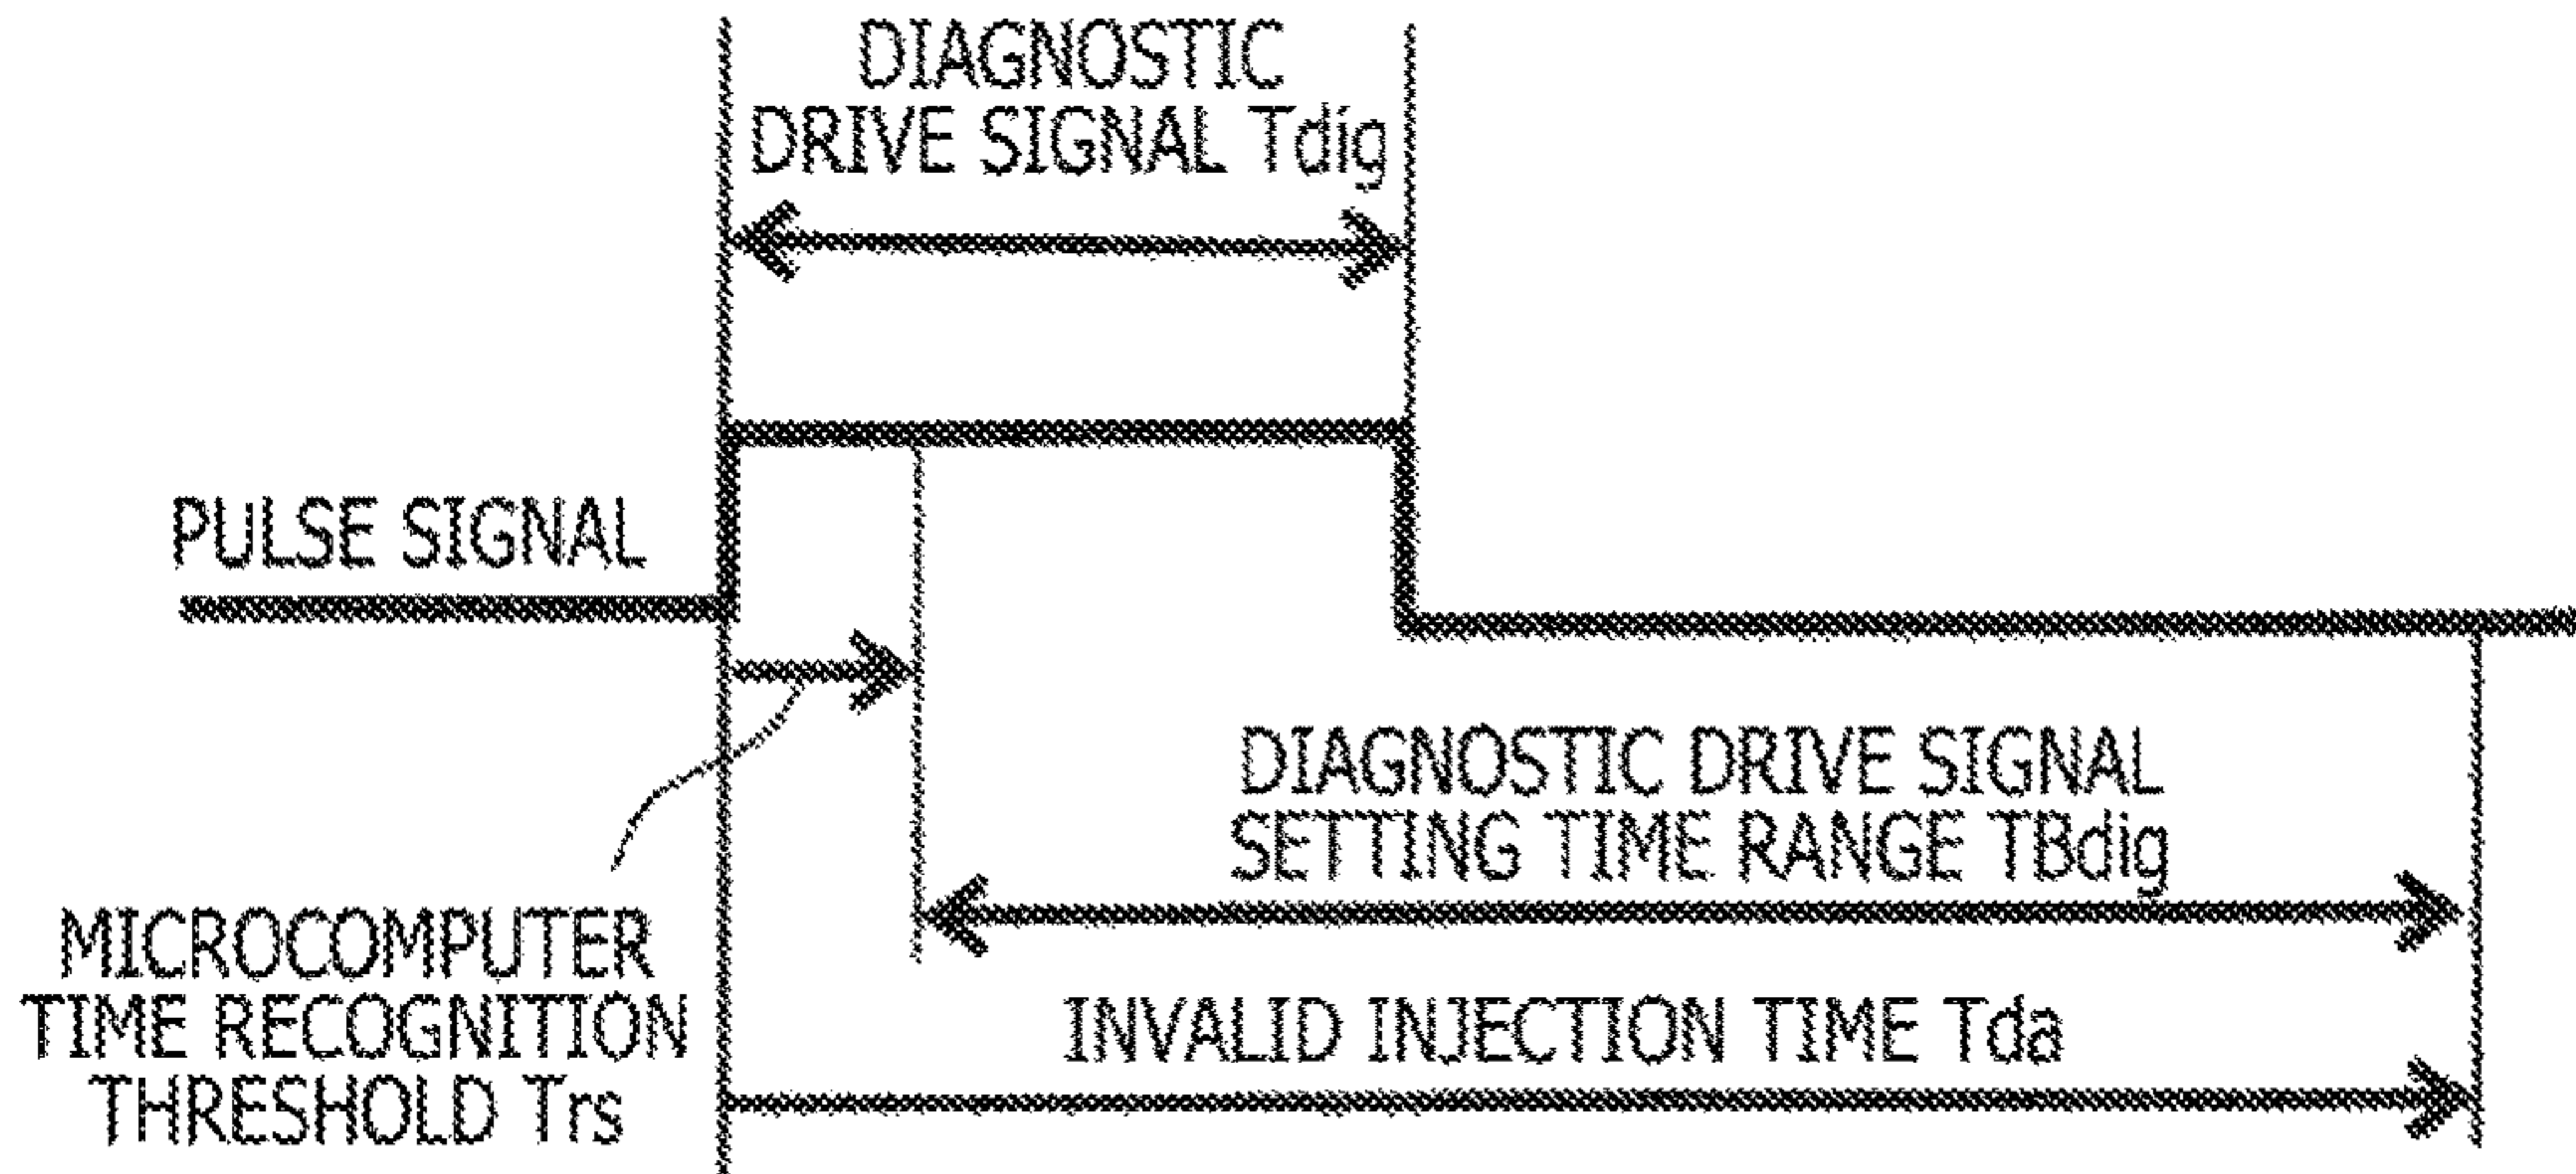 DIAGNOSTIC
DRIVE SIGNAL Tdig
PULSE SIGNAL
DIAGNOSTIC DRIVE SIGNAL
SETTING TIME RANGE TBdig
MICROCOMPUTER
TIME RECOGNITION
THRESHOLD Trs
INVALID INJECTION TIME Tda